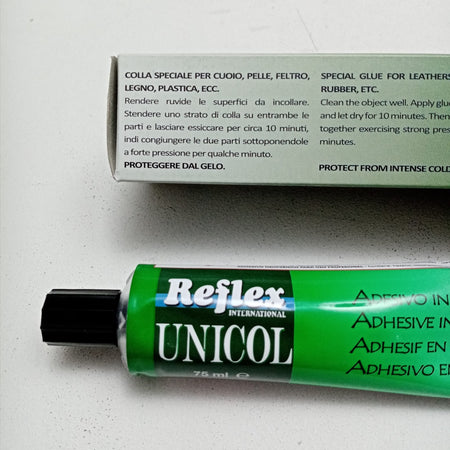 COLLA SPECIALE PER CUOIO, PELLE, FELTRO,
LEGNO, PLASTICA, ECC.
Rendere ruvide le superfici da incollare.
Stendere uno strato di colla su entrambe le
parti e lasciare essiccare per circa 10 minuti,
indi congiungere le due parti sottoponendole
a forte pressione per qualche minuto.
PROTEGGERE DAL GELO.
SPECIAL GLUE FOR LEATHERS
RUBBER, ETC.
Clean the object well. Apply glue
and let dry for 10 minutes. Then
together exercising strong pres
minutes.
PROTECT FROM INTENSE COLD
Reflex
INTERNATIONAL
UNICOL
75 ml e
ADESIVO IN
ADHESIVE IN
ADHESIF EN
ADHESIVO EN